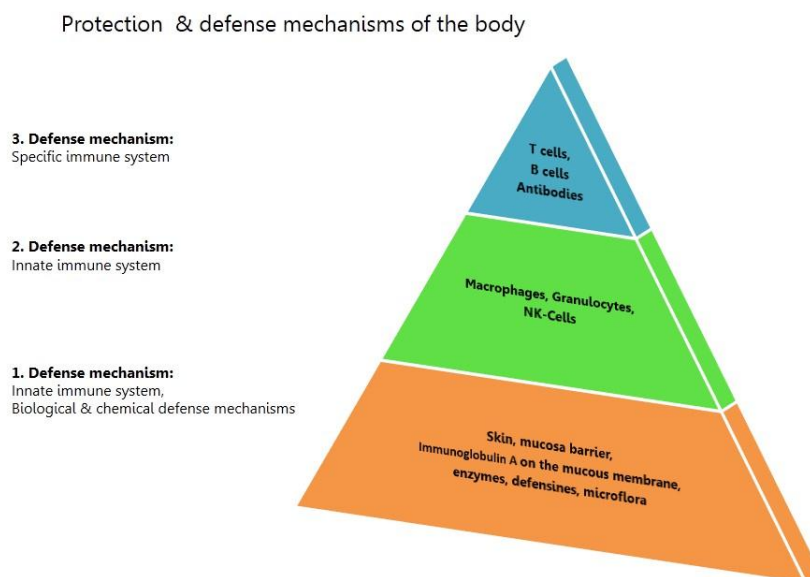 Protection & defense mechanisms of the body
3. Defense mechanism:
Specific immune system
T cells,
B cells
Antibodies
2. Defense mechanism:
Innate immune system
Macrophages, Granulocytes,
NK-Cells
1. Defense mechanism:
Innate immune system,
Biological & chemical defense mechanisms
Skin, mucosa barrier,
Immunoglobulin A on the mucous membrane,
enzymes, defensines, microflora